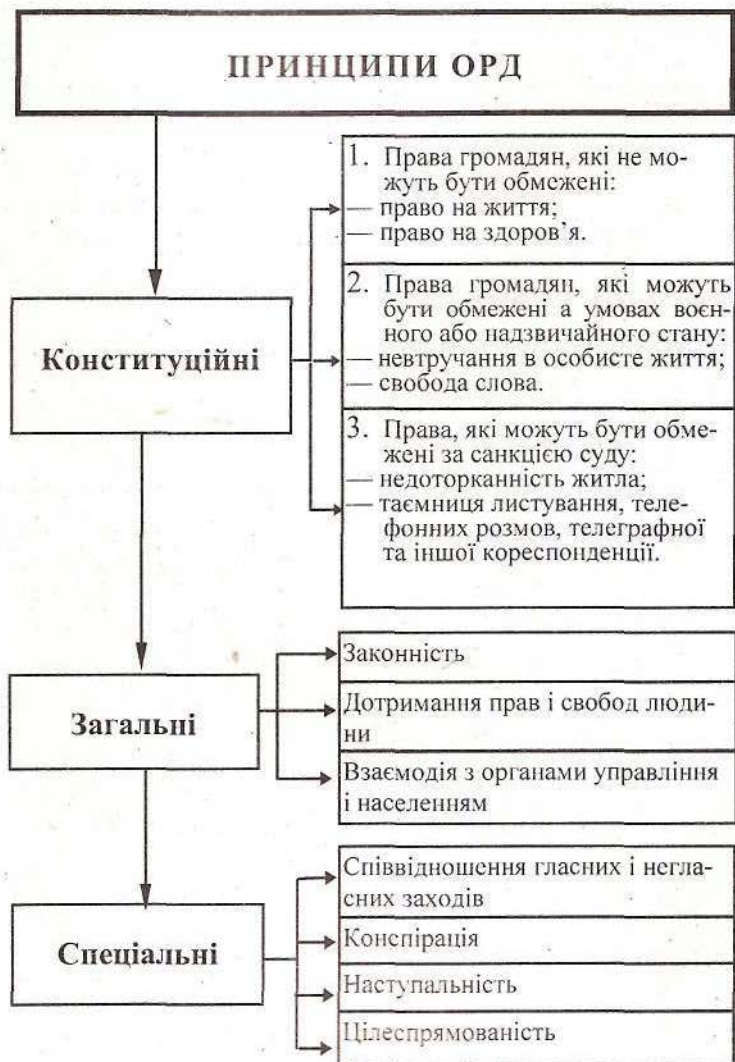 ПРИНЦИПИ ОРД
Конституційні
1. Права громадян, які не мо-
жуть бути обмежені:
— право на життя;
— право на здоров’я.
2. Права громадян, які можуть
бути обмежені а умовах воєн-
ного або надзвичайного стану:
— невтручання в особисте життя;
— свобода слова.
3. Права, які можуть бути обме-
жені за санкцією суду:
— недоторканність житла;
— таємниця листування, теле-
фонних розмов, телеграфної
та іншої кореспонденції.
Загальні
Законність
Дотримання прав і свобод люди-
ни
Взаємодія з органами управління
і населенням
Спеціальні
Співвідношення гласних і негла-
сних заходів
Конспірація
Наступальність
Цілеспрямованість